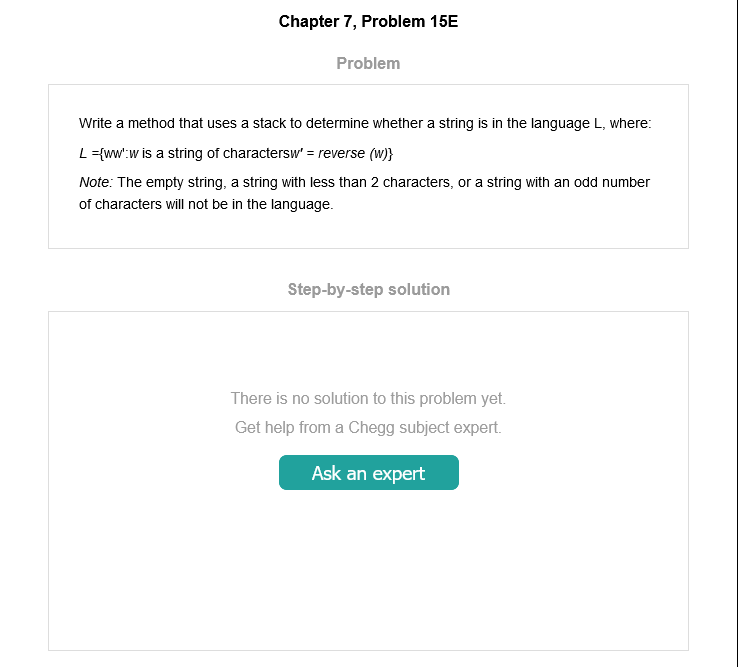 Chapter 7, Problem 15E
Problem
Write a method that uses a stack to determine whether a string is in the language L, where:
L ={ww':w is a string of charactersw' = reverse (w)}
Note: The empty string, a string with less than 2 characters, or a string with an odd number
of characters will not be in the language.
Step-by-step solution
There is no solution to this problem yet.
Get help from a Chegg subject expert.
Ask an expert